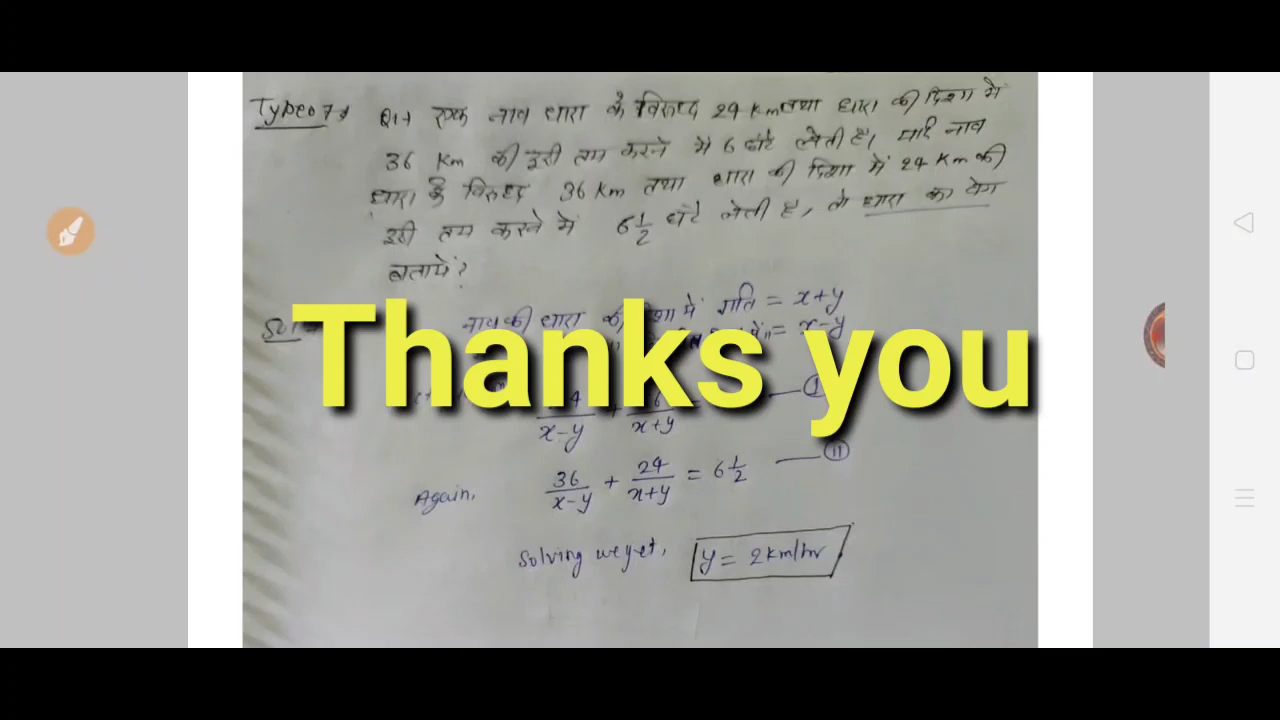 Type07→ Q1→ एक नाव धारा के विरुद्ध 24 Km तथा धारा की दिशा में
36 Km की दूरी तय करने में 6 घंटे लेती है। यदि नाव
धारा के विरुद्ध 36 Km तथा धारा की दिशा में 24 Km की
दूरी तय करने में 6 1/2 घंटे लेती है, तो धारा का वेग
बतायें?
नाव की धारा की दिशा में गति = x+y
= x-y
Thanks you
x-y + x+y — I
Again, 36/x-y + 24/x+y = 6 1/2 — II
Solving we get, y = 2 km/hr